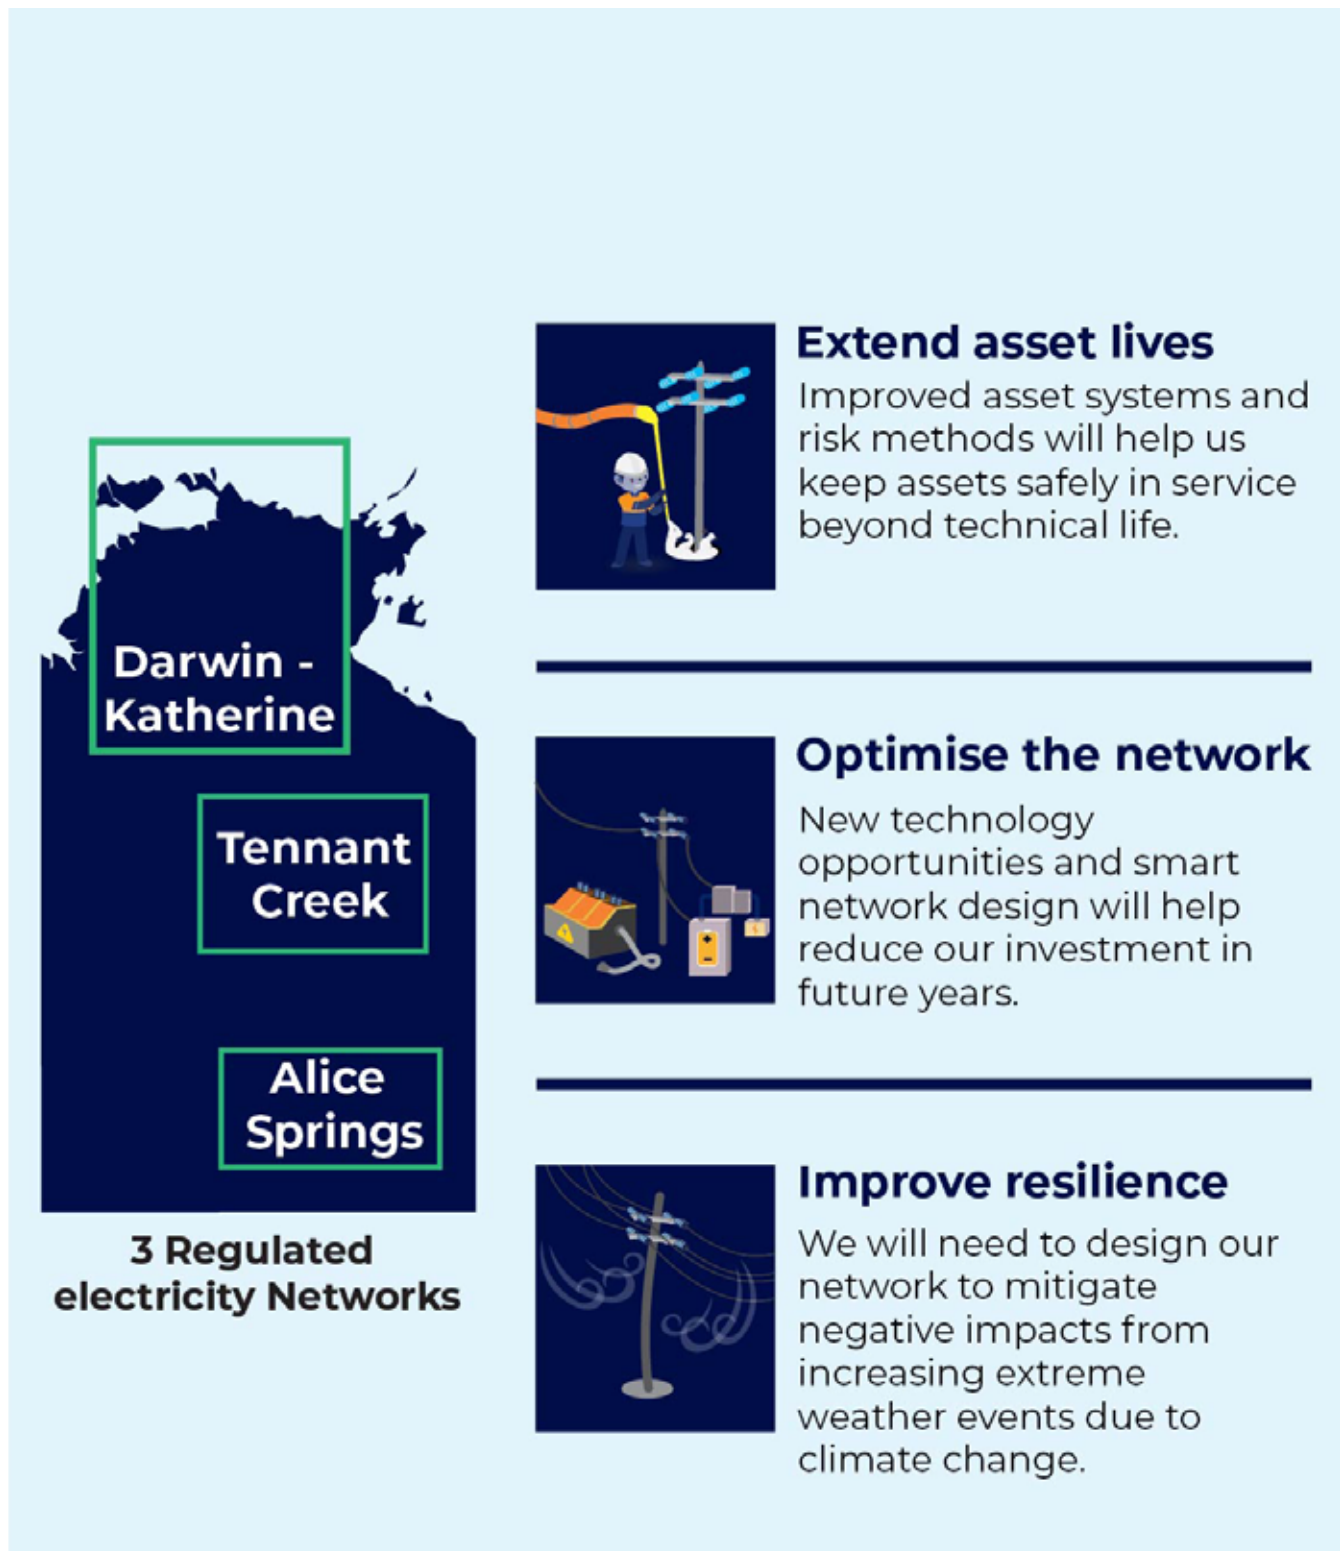 Darwin -
Katherine
Tennant
Creek
Alice
Springs
3 Regulated
electricity Networks
Extend asset lives
Improved asset systems and
risk methods will help us
keep assets safely in service
beyond technical life.
Optimise the network
New technology
opportunities and smart
network design will help
reduce our investment in
future years.
Improve resilience
We will need to design our
network to mitigate
negative impacts from
increasing extreme
weather events due to
climate change.